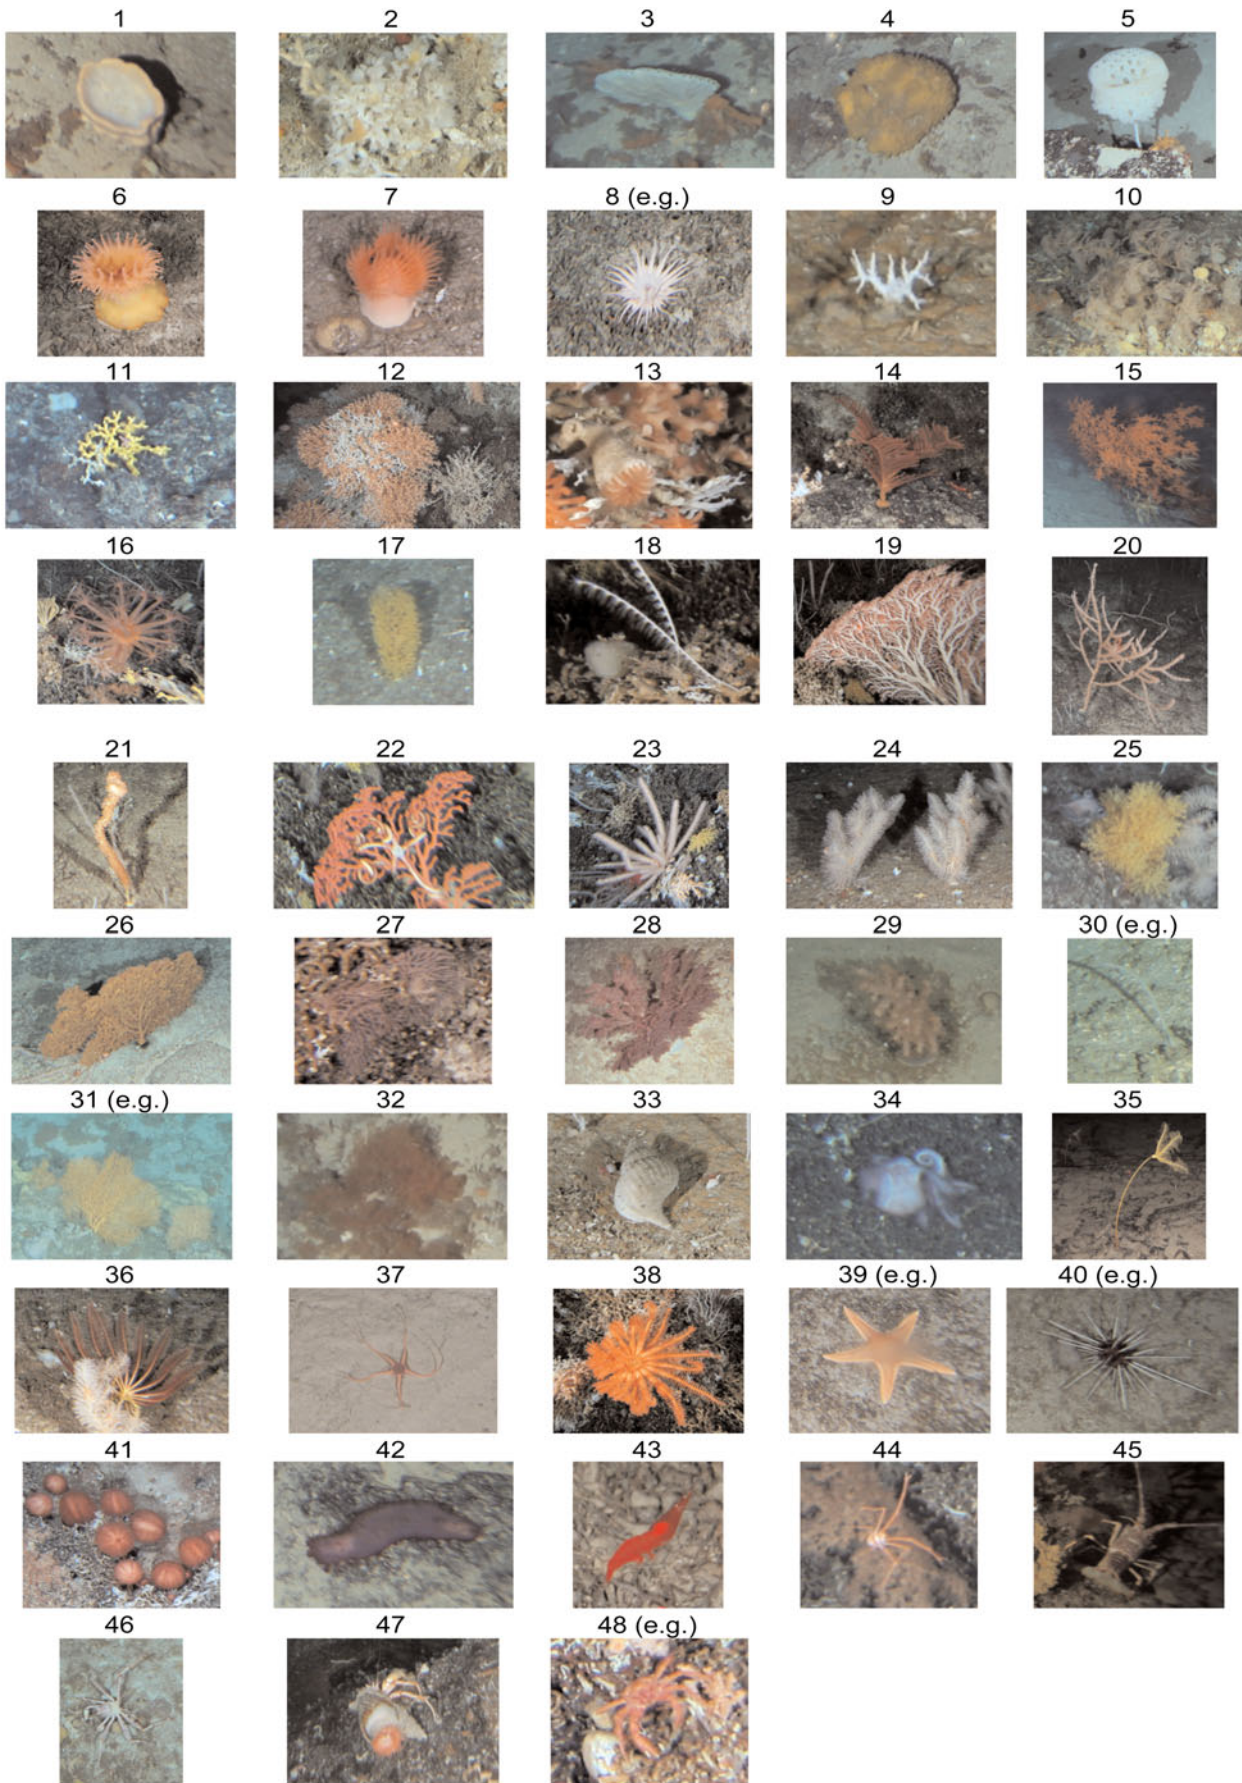 1 2 3 4 5
6 7 8 (e.g.) 9 10
11 12 13 14 15
16 17 18 19 20
21 22 23 24 25
26 27 28 29 30 (e.g.)
31 (e.g.) 32 33 34 35
36 37 38 39 (e.g.) 40 (e.g.)
41 42 43 44 45
46 47 48 (e.g.)